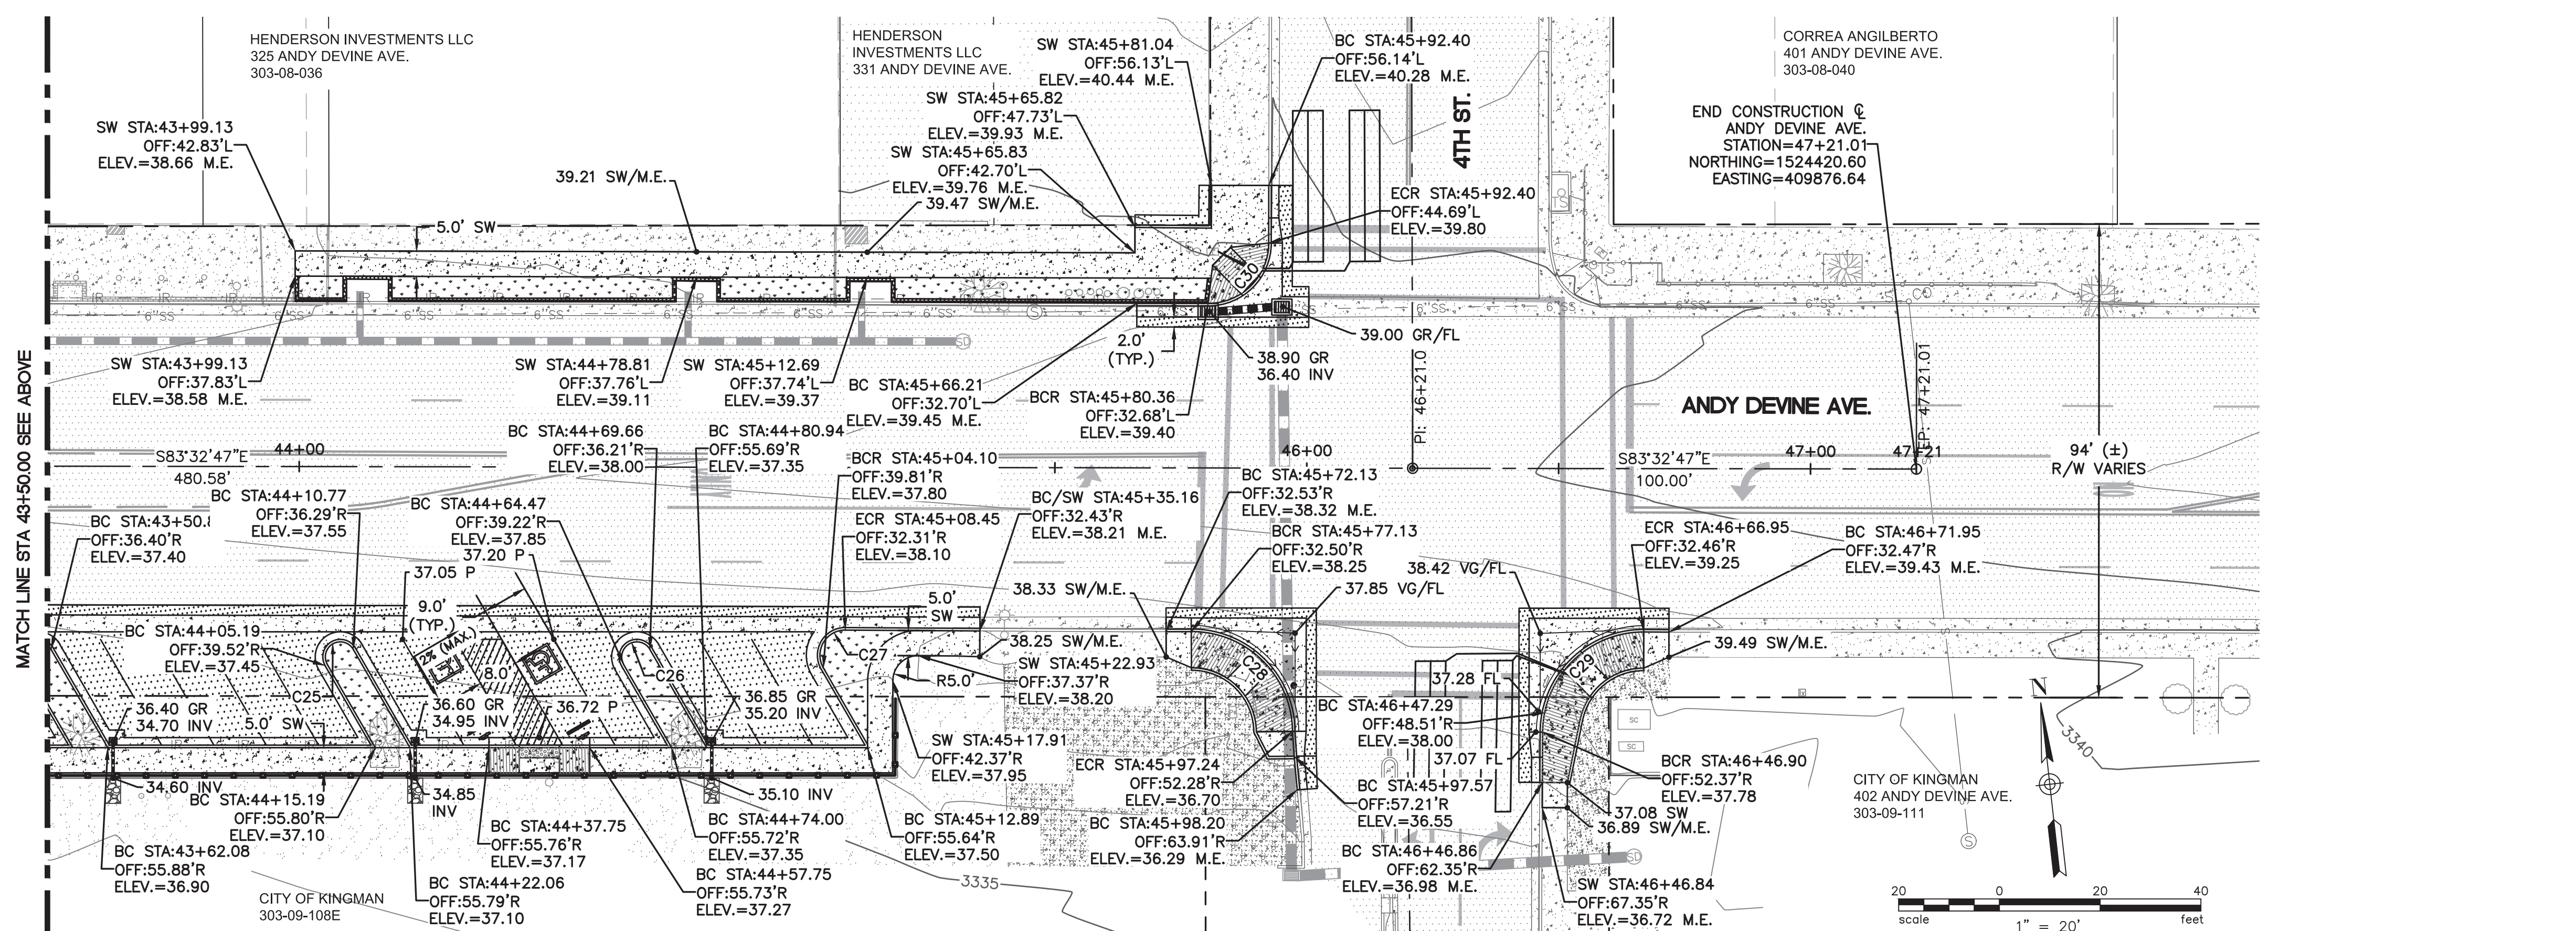 HENDERSON INVESTMENTS LLC
325 ANDY DEVINE AVE.
303-08-036
HENDERSON
INVESTMENTS LLC
331 ANDY DEVINE AVE.
SW STA:45+81.04
OFF:56.13'L
ELEV.=40.44 M.E.
BC STA:45+92.40
OFF:56.14'L
ELEV.=40.28 M.E.
CORREA ANGILBERTO
401 ANDY DEVINE AVE.
303-08-040
SW STA:45+65.82
OFF:47.73'L
ELEV.=39.93 M.E.
SW STA:45+65.83
OFF:42.70'L
ELEV.=39.76 M.E.
39.47 SW/M.E.
4TH ST.
END CONSTRUCTION ℄
ANDY DEVINE AVE.
STATION=47+21.01
NORTHING=1524420.60
EASTING=409876.64
SW STA:43+99.13
OFF:42.83'L
ELEV.=38.66 M.E.
39.21 SW/M.E.
ECR STA:45+92.40
OFF:44.69'L
ELEV.=39.80
5.0' SW
TS
TS
C30
IR
IR
IR
IR
IR
IR
6"SS
6"SS
6"SS
6"SS
6"SS
6"SS
6"SS
6"SS
6"SS
6"SS
S
CO
SD
2.0'
(TYP.)
39.00 GR/FL
38.90 GR
36.40 INV
MATCH LINE STA 43+50.00 SEE ABOVE
SW STA:43+99.13
OFF:37.83'L
ELEV.=38.58 M.E.
SW STA:44+78.81
OFF:37.76'L
ELEV.=39.11
SW STA:45+12.69
OFF:37.74'L
ELEV.=39.37
BC STA:45+66.21
OFF:32.70'L
ELEV.=39.45 M.E.
BCR STA:45+80.36
OFF:32.68'L
ELEV.=39.40
PI: 46+21.0
ANDY DEVINE AVE.
EP: 47+21.01
S83°32'47"E
480.58'
44+00
46+00
S83°32'47"E
100.00'
47+00
47+21
94' (±)
R/W VARIES
BC STA:44+69.66
OFF:36.21'R
ELEV.=38.00
BC STA:44+80.94
OFF:55.69'R
ELEV.=37.35
BCR STA:45+04.10
OFF:39.81'R
ELEV.=37.80
BC STA:45+72.13
OFF:32.53'R
ELEV.=38.32 M.E.
BC STA:44+10.77
OFF:36.29'R
ELEV.=37.55
BC STA:44+64.47
OFF:39.22'R
ELEV.=37.85
BC/SW STA:45+35.16
OFF:32.43'R
ELEV.=38.21 M.E.
BC STA:43+50.8
OFF:36.40'R
ELEV.=37.40
ECR STA:45+08.45
OFF:32.31'R
ELEV.=38.10
BCR STA:45+77.13
OFF:32.50'R
ELEV.=38.25
ECR STA:46+66.95
OFF:32.46'R
ELEV.=39.25
BC STA:46+71.95
OFF:32.47'R
ELEV.=39.43 M.E.
37.20 P
37.05 P
38.42 VG/FL
37.85 VG/FL
38.33 SW/M.E.
9.0'
(TYP.)
5.0'
SW
BC STA:44+05.19
OFF:39.52'R
ELEV.=37.45
2% (MAX.)
8.0'
38.25 SW/M.E.
39.49 SW/M.E.
C25
C26
C27
C28
C29
R5.0'
SW STA:45+22.93
OFF:37.37'R
ELEV.=38.20
36.40 GR
34.70 INV
5.0' SW
36.60 GR
34.95 INV
36.72 P
36.85 GR
35.20 INV
37.28 FL
BC STA:46+47.29
OFF:48.51'R
ELEV.=38.00
37.07 FL
SW STA:45+17.91
OFF:42.37'R
ELEV.=37.95
ECR STA:45+97.24
OFF:52.28'R
ELEV.=36.70
BCR STA:46+46.90
OFF:52.37'R
ELEV.=37.78
SC
SC
N
3340
34.60 INV
34.85
INV
35.10 INV
BC STA:44+15.19
OFF:55.80'R
ELEV.=37.10
BC STA:45+97.57
OFF:57.21'R
ELEV.=36.55
37.08 SW
36.89 SW/M.E.
CITY OF KINGMAN
402 ANDY DEVINE AVE.
303-09-111
S
BC STA:43+62.08
OFF:55.88'R
ELEV.=36.90
BC STA:44+37.75
OFF:55.76'R
ELEV.=37.17
BC STA:44+74.00
OFF:55.72'R
ELEV.=37.35
BC STA:45+12.89
OFF:55.64'R
ELEV.=37.50
BC STA:45+98.20
OFF:63.91'R
ELEV.=36.29 M.E.
BC STA:46+46.86
OFF:62.35'R
ELEV.=36.98 M.E.
SD
CITY OF KINGMAN
303-09-108E
BC STA:44+22.06
OFF:55.79'R
ELEV.=37.10
BC STA:44+57.75
OFF:55.73'R
ELEV.=37.27
3335
SW STA:46+46.84
OFF:67.35'R
ELEV.=36.72 M.E.
20 0 20 40
scale feet
1" = 20'